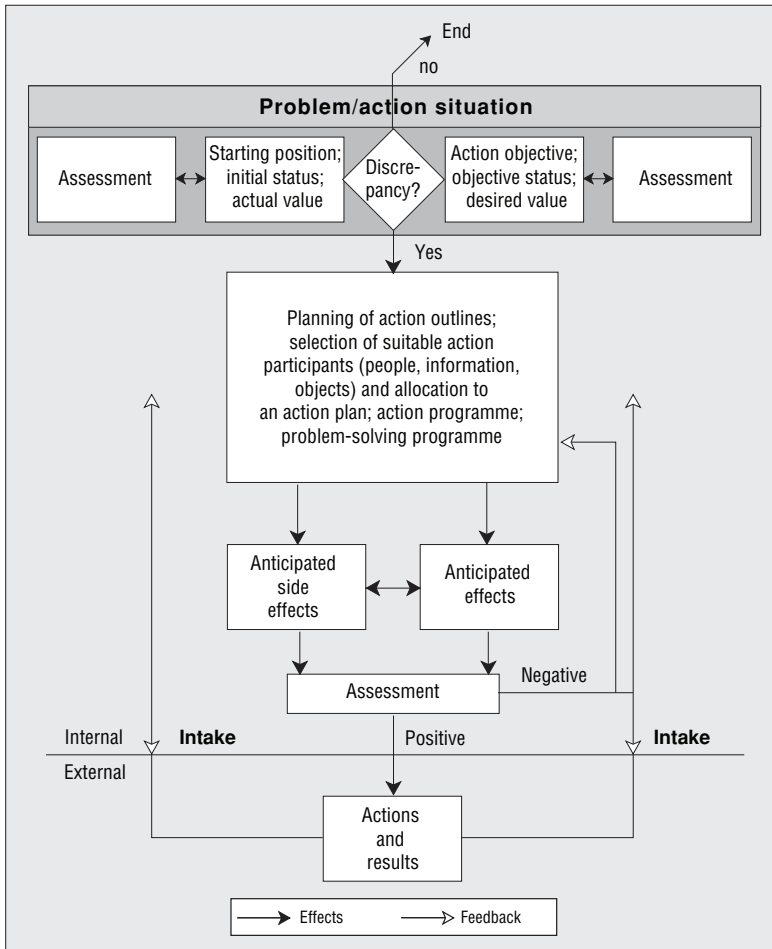 End
no
Problem/action situation
Assessment
Starting position;
initial status;
actual value
Discre-
pancy?
Action objective;
objective status;
desired value
Assessment
Yes
Planning of action outlines;
selection of suitable action
participants (people, information,
objects) and allocation to
an action plan; action programme;
problem-solving programme
Anticipated
side
effects
Anticipated
effects
Assessment
Negative
Internal
Intake
Positive
Intake
External
Actions
and
results
Effects
Feedback